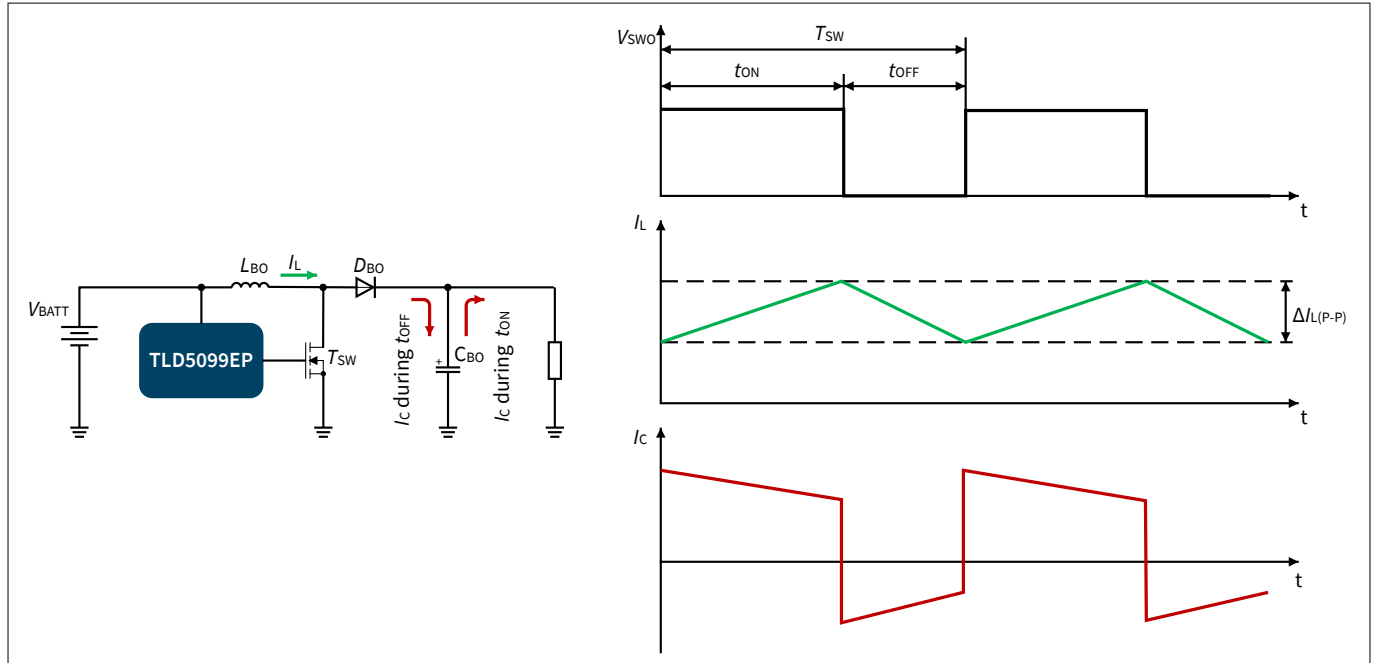 VSWO
TSW
tON
tOFF
t
IL
ΔIL(P-P)
t
LBO
IL
DBO
VBATT
TLD5099EP
TSW
IC during tOFF
+
CBO
IC during tON
IC
t